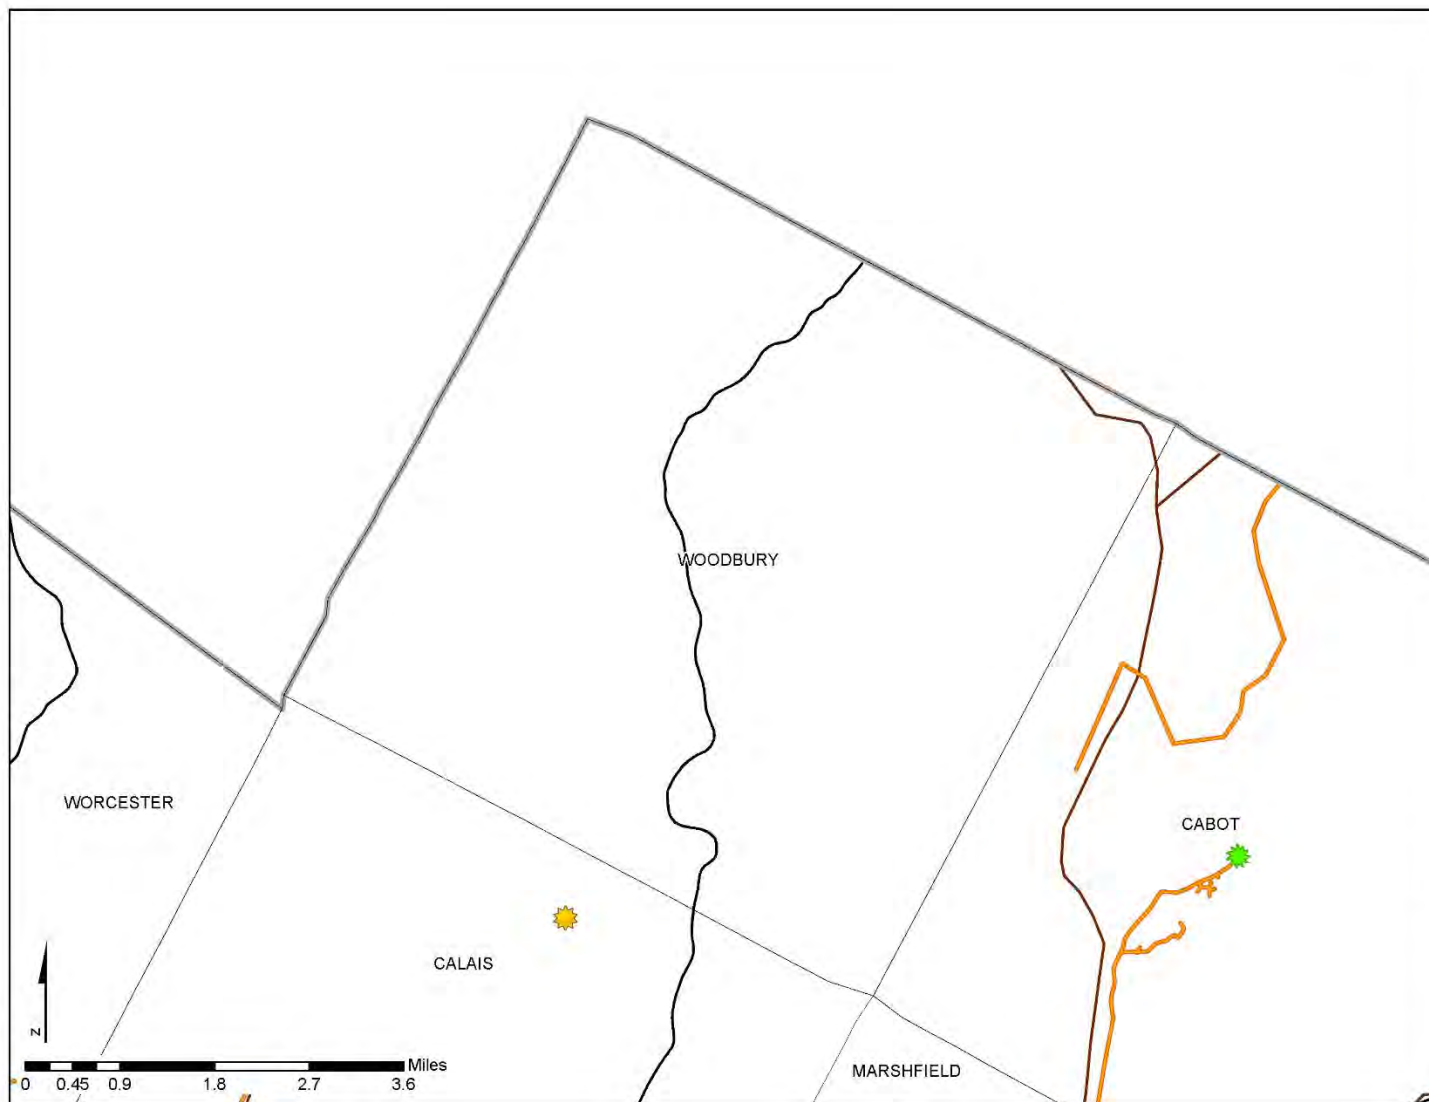 WOODBURY
WORCESTER
CABOT
CALAIS
MARSHFIELD
Z
Miles
0 0.45 0.9 1.8 2.7 3.6